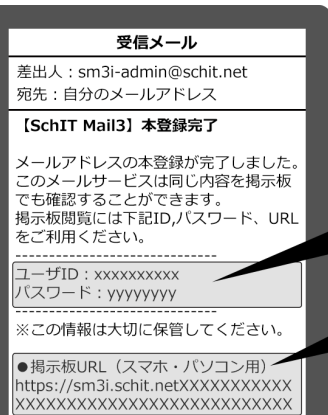 受信メール
差出人：sm3i-admin@schit.net
宛先：自分のメールアドレス
【SchIT Mail3】本登録完了
メールアドレスの本登録が完了しました。
このメールサービスは同じ内容を掲示板
でも確認することができます。
掲示板閲覧には下記ID,パスワード、URL
をご利用ください。
------------------------------
ユーザID：xxxxxxxxxx
パスワード：yyyyyyyy
------------------------------
※この情報は大切に保管してください。
●掲示板URL（スマホ・パソコン用）
https://sm3i.schit.netXXXXXXXXXXX
XXXXXXXXXXXXXXXXXXXXXXXXXX